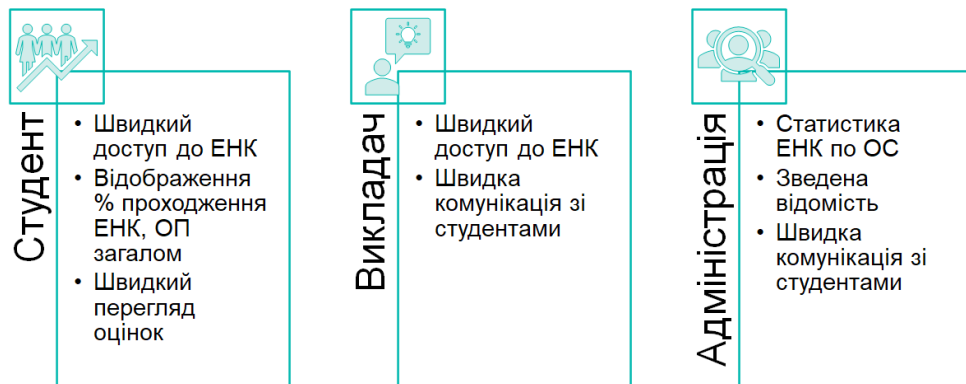 Студент
• Швидкий
доступ до ЕНК
• Відображення
% проходження
ЕНК, ОП
загалом
• Швидкий
перегляд
оцінок
Викладач
• Швидкий
доступ до ЕНК
• Швидка
комунікація зі
студентами
Адміністрація
• Статистика
ЕНК по ОС
• Зведена
відомість
• Швидка
комунікація зі
студентами